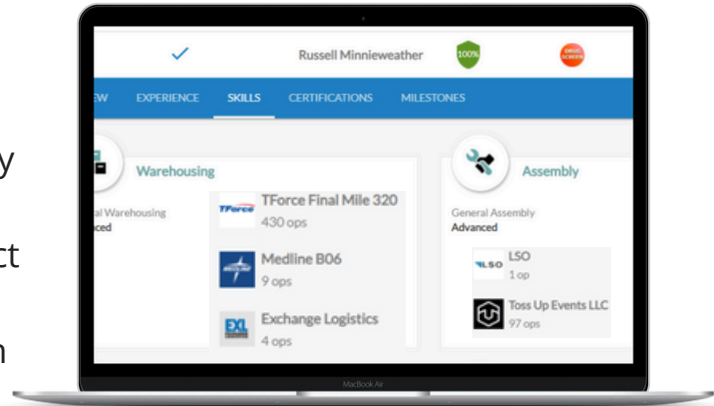 y
ct
n
Russell Minnieweather
100%
DRUG
SCREEN
EW
EXPERIENCE
SKILLS
CERTIFICATIONS
MILESTONES
Warehousing
al Warehousing
ced
TForce
TForce Final Mile 320
430 ops
MEDLINE
Medline B06
9 ops
EXL
Exchange Logistics
4 ops
Assembly
General Assembly
Advanced
LSO
LSO
1 op
Toss Up Events LLC
97 ops
MacBook Air